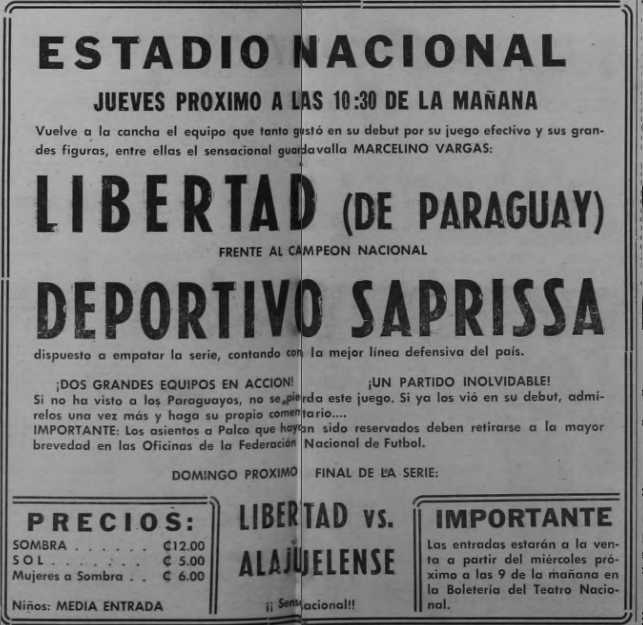 ESTADIO NACIONAL
JUEVES PROXIMO A LAS 10:30 DE LA MAÑANA
Vuelve a la cancha el equipo que tanto gustó en su debut por su juego efectivo y sus gran-
des figuras, entre ellas el sensacional guardavalla MARCELINO VARGAS:
LIBERTAD (DE PARAGUAY)
FRENTE AL CAMPEON NACIONAL
DEPORTIVO SAPRISSA
dispuesto a empatar la serie, contando con la mejor línea defensiva del país.
¡DOS GRANDES EQUIPOS EN ACCION! ¡UN PARTIDO INOLVIDABLE!
Si no ha visto a los Paraguayos, no se pierda este juego. Si ya los vió en su debut, admí-
relos una vez más y haga su propio comentario....
IMPORTANTE: Los asientos a Palco que hayan sido reservados deben retirarse a la mayor
brevedad en las Oficinas de la Federación Nacional de Futbol.
DOMINGO PROXIMO FINAL DE LA SERIE:
LIBERTAD vs.
ALAJUELENSE
¡¡ Sensacional!!
PRECIOS:
SOMBRA . . . . . . ₡12.00
SOL . . . . . . . ₡ 5.00
Mujeres a Sombra . . ₡ 6.00
Niños: MEDIA ENTRADA
IMPORTANTE
Las entradas estarán a la ven-
ta a partir del miércoles pró-
ximo a las 9 de la mañana en
la Boletería del Teatro Nacio-
nal.